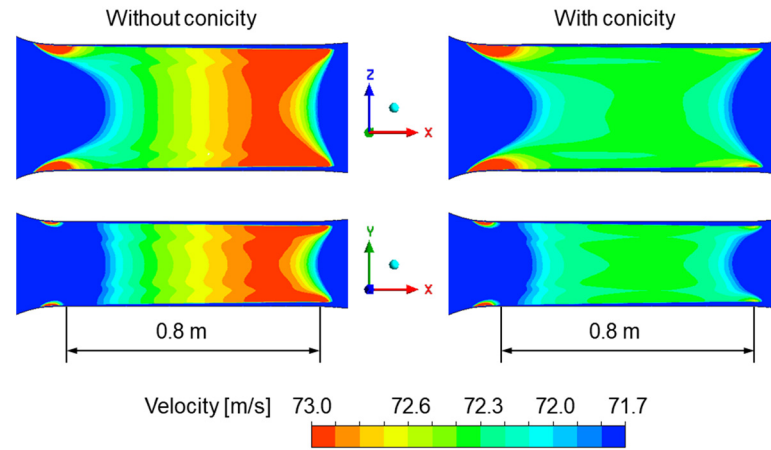 Without conicity
With conicity
Z
X
Z
X
Y
X
Y
X
0.8 m
0.8 m
Velocity [m/s] 73.0 72.6 72.3 72.0 71.7